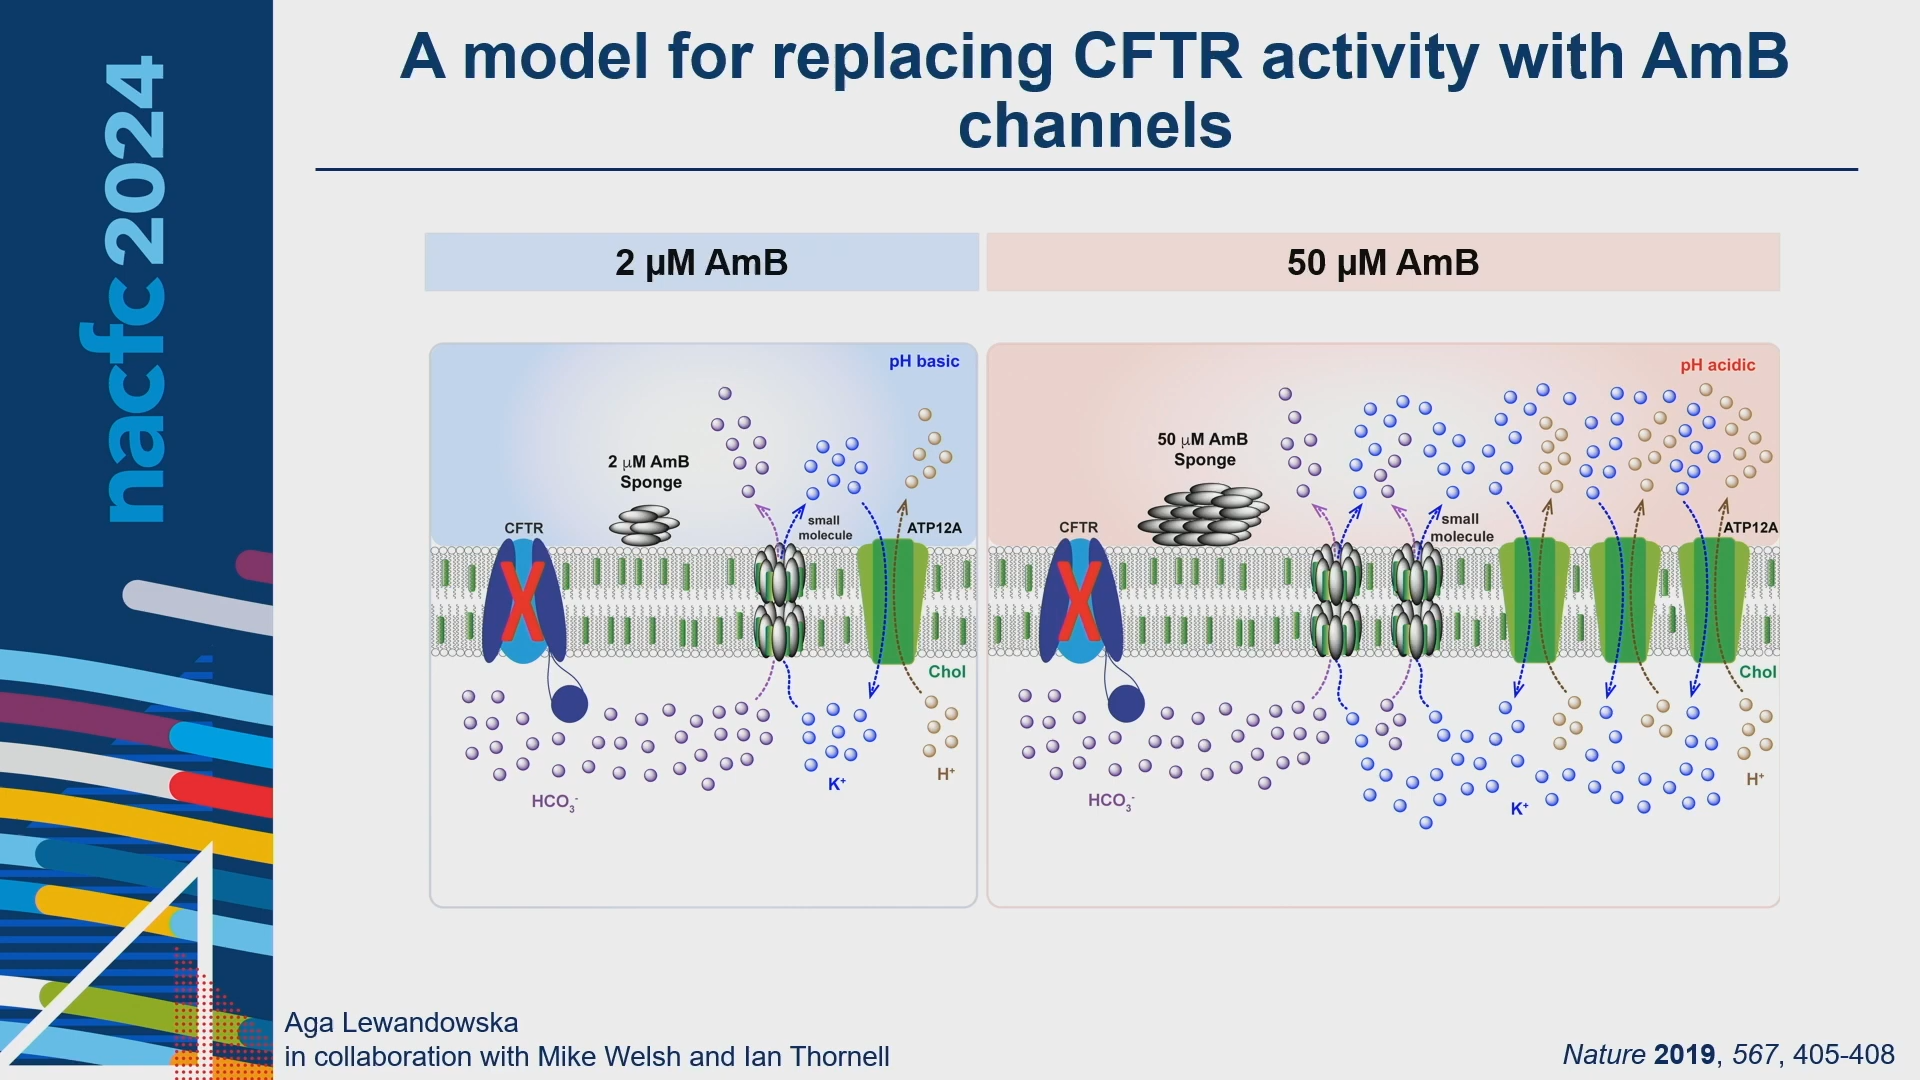 nacfc 2024
A model for replacing CFTR activity with AmB
channels
2 µM AmB
50 µM AmB
pH basic
2 µM AmB
Sponge
CFTR
small
molecule
ATP12A
Chol
HCO₃⁻
K⁺
H⁺
pH acidic
50 µM AmB
Sponge
CFTR
small
molecule
ATP12A
Chol
HCO₃⁻
K⁺
H⁺
Aga Lewandowska
in collaboration with Mike Welsh and Ian Thornell
Nature 2019, 567, 405-408